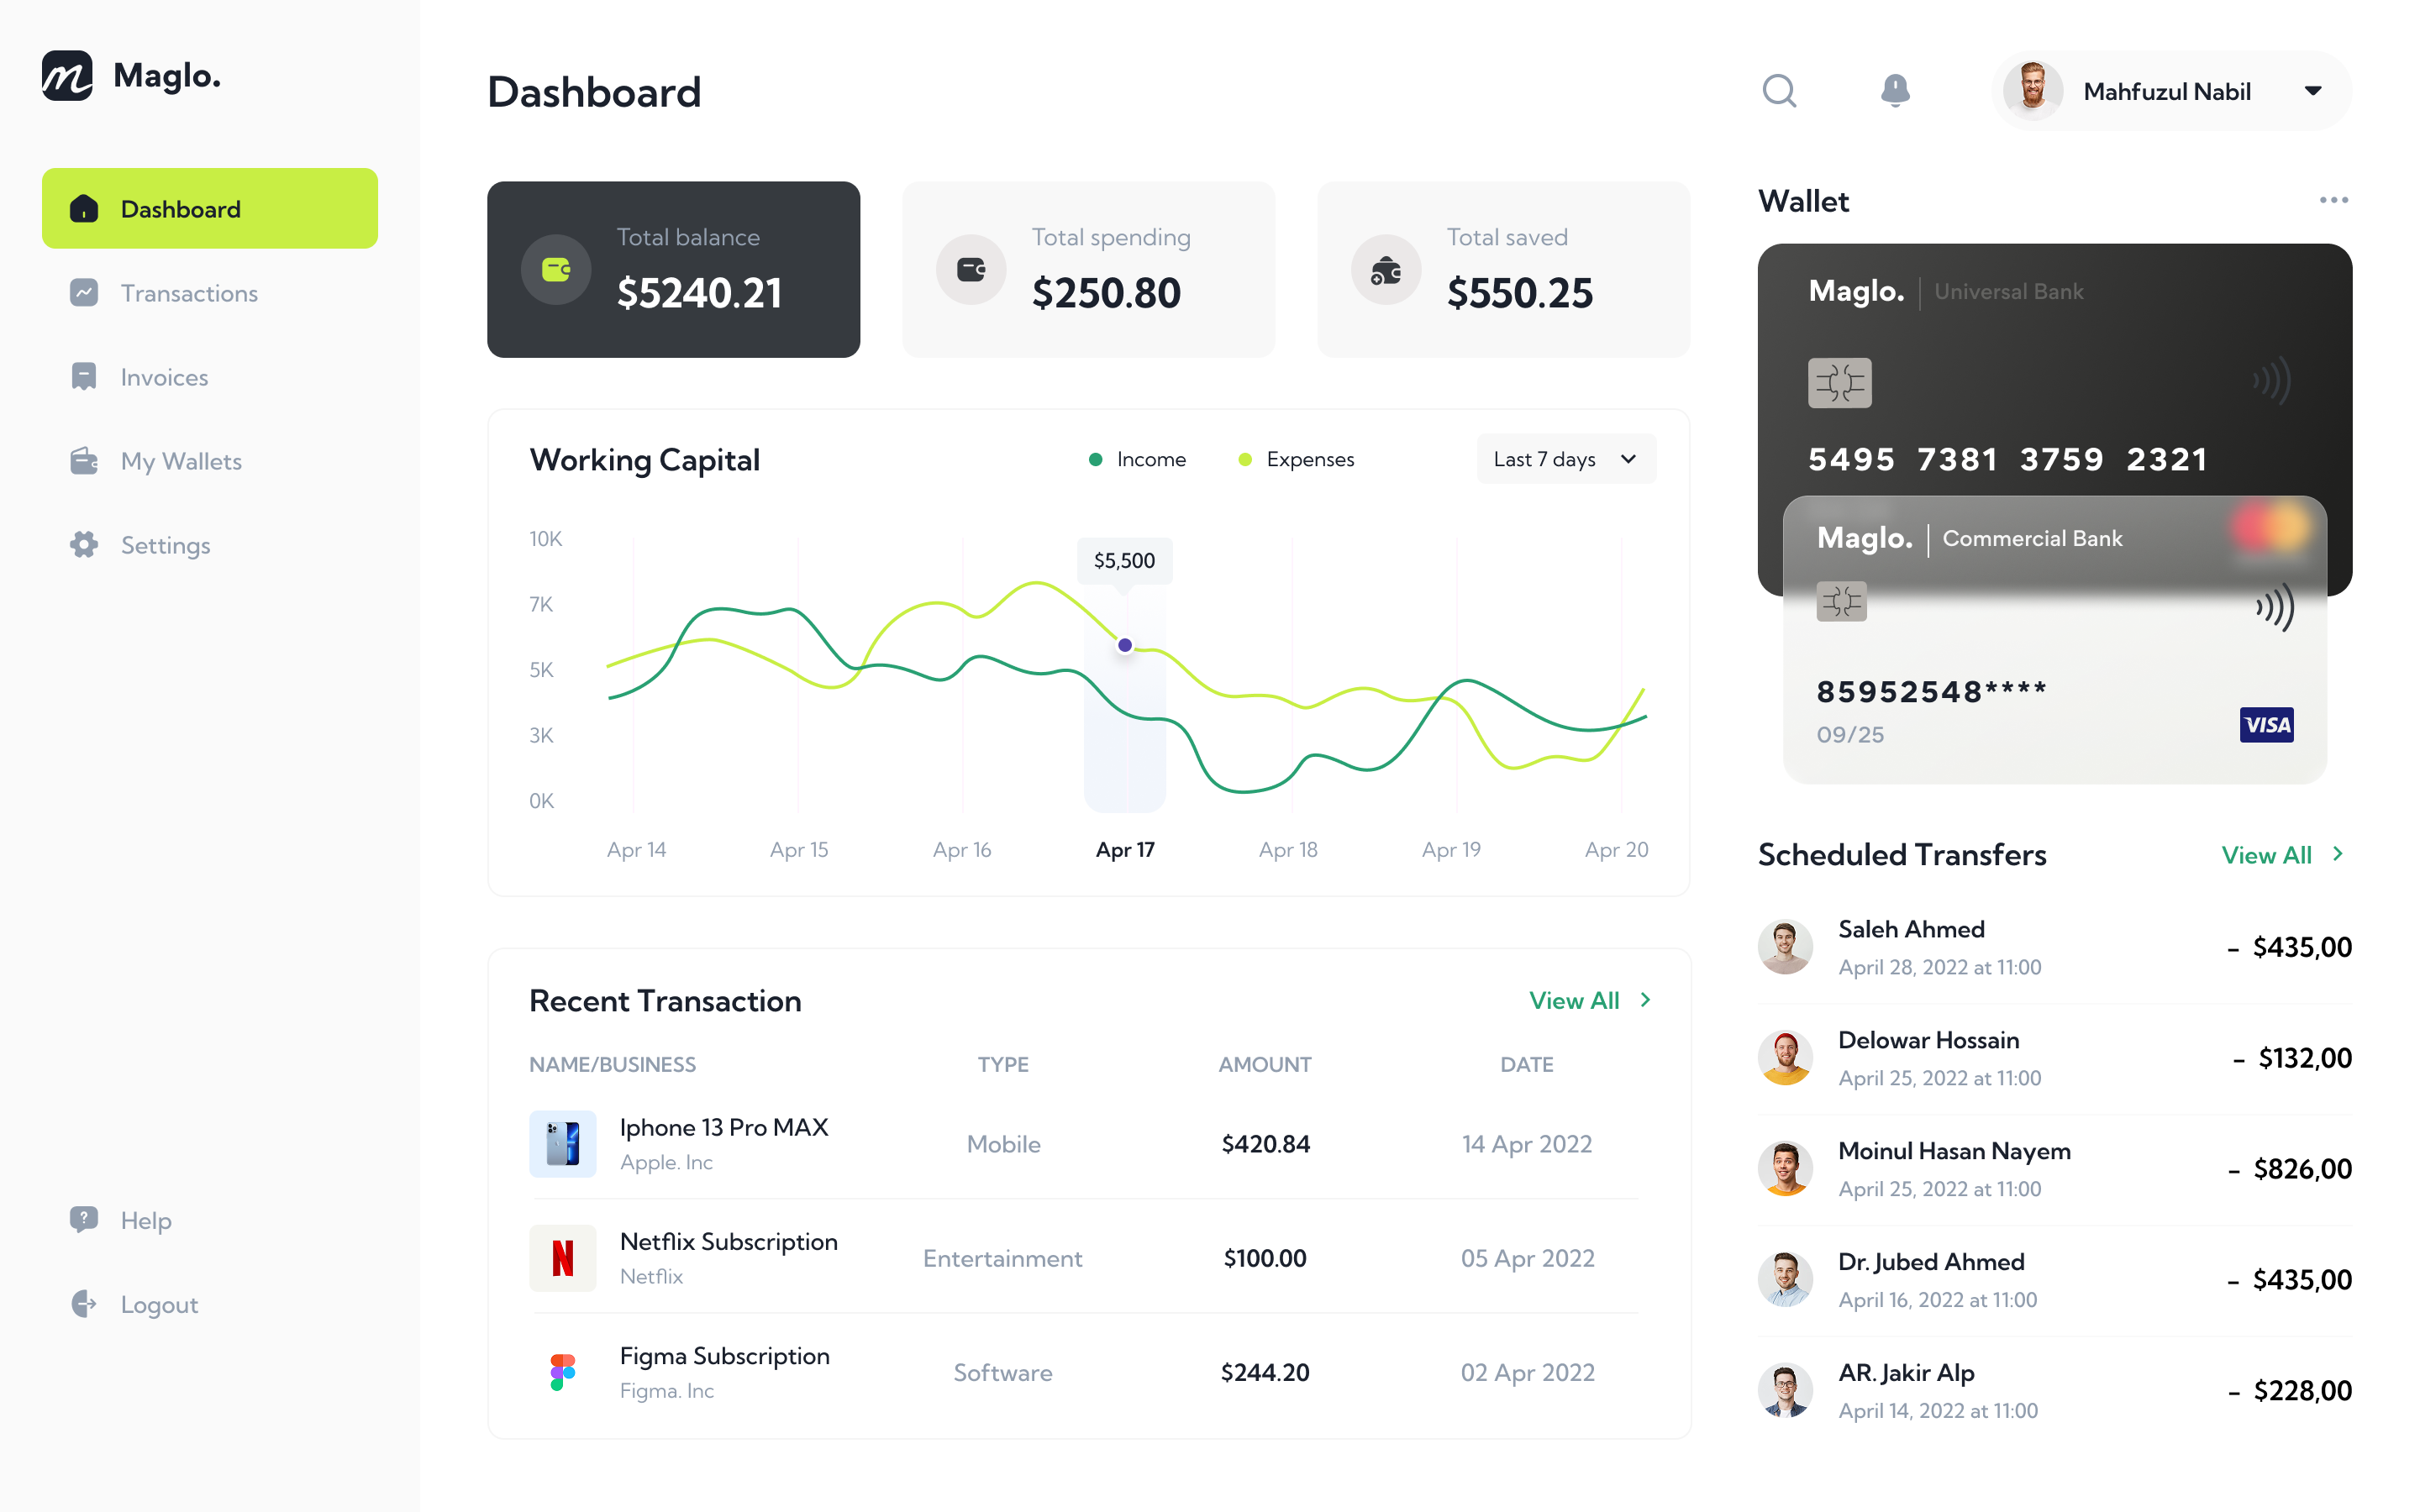 Maglo.
Dashboard
Transactions
Invoices
My Wallets
Settings
Help
Logout
Dashboard
Mahfuzul Nabil
Total balance
$5240.21
Total spending
$250.80
Total saved
$550.25
Working Capital
Income
Expenses
Last 7 days
10K
7K
5K
3K
0K
$5,500
Apr 14
Apr 15
Apr 16
Apr 17
Apr 18
Apr 19
Apr 20
Recent Transaction
View All
NAME/BUSINESS
TYPE
AMOUNT
DATE
Iphone 13 Pro MAX
Apple. Inc
Mobile
$420.84
14 Apr 2022
Netflix Subscription
Netflix
Entertainment
$100.00
05 Apr 2022
Figma Subscription
Figma. Inc
Software
$244.20
02 Apr 2022
Wallet
Maglo.
Universal Bank
5495 7381 3759 2321
Maglo.
Commercial Bank
85952548****
09/25
VISA
Scheduled Transfers
View All
Saleh Ahmed
April 28, 2022 at 11:00
- $435,00
Delowar Hossain
April 25, 2022 at 11:00
- $132,00
Moinul Hasan Nayem
April 25, 2022 at 11:00
- $826,00
Dr. Jubed Ahmed
April 16, 2022 at 11:00
- $435,00
AR. Jakir Alp
April 14, 2022 at 11:00
- $228,00